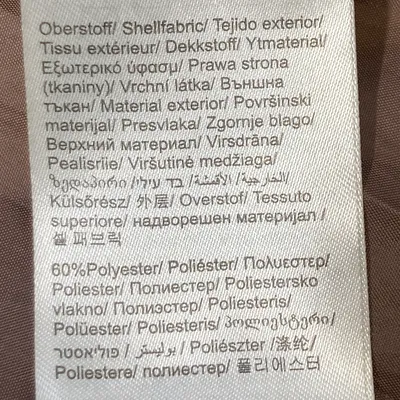 Oberstoff/ Shellfabric/ Tejido exterior/
Tissu extérieur/ Dekkstoff/ Ytmaterial/
Εξωτερικό ύφασμ/ Prawa strona
(tkaniny)/ Vrchní látka/ Външна
тъкан/ Material exterior/ Površinski
materijal/ Presvlaka/ Zgornje blago/
Верхний материал/ Virsdrāna/
Pealisriie/ Viršutinė medžiaga/
ზედაპირი /בד עילי /الخارجية/ الأقمشة/
Külsőrész/ 外层/ Overstof/ Tessuto
superiore/ надворешен материјал /
쉘 패브릭
60%Polyester/ Poliéster/ Πολυεστερ/
Poliester/ Полиестер/ Poliestersko
vlakno/ Полиэстер/ Poliesteris/
Polüester/ Poliesteris/ პოლიესტერი/
פוליאסטר / بوليستر / Poliészter /涤纶/
Poliestere/ полиестер/ 폴리에스터